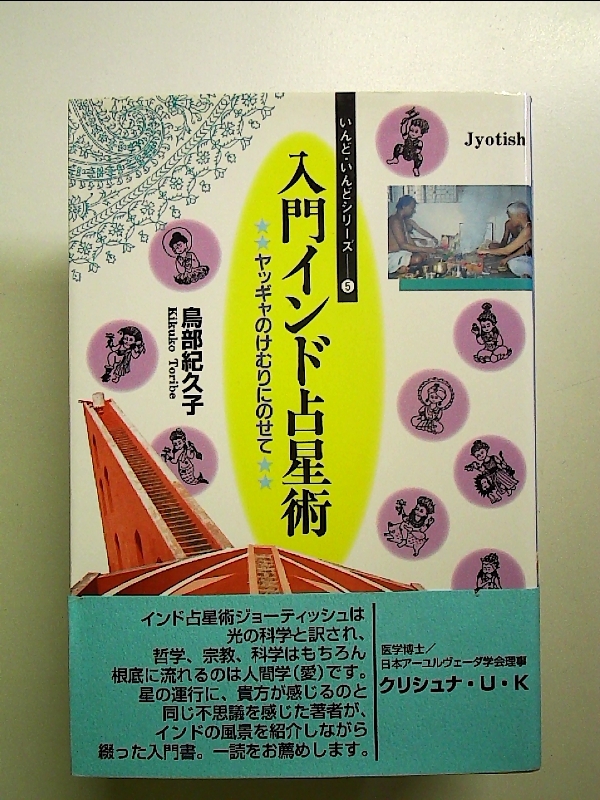 いんど・いんどシリーズ——5
Jyotish
入門インド占星術
★★ヤッギャのけむりにのせて★★
鳥部紀久子
Kikuko Toribe
インド占星術ジョーティッシュは
光の科学と訳され、
哲学、宗教、科学はもちろん
根底に流れるのは人間学(愛)です。
星の運行に、貴方が感じるのと
同じ不思議を感じた著者が、
インドの風景を紹介しながら
綴った入門書。一読をお薦めします。
医学博士/
日本アーユルヴェーダ学会理事
クリシュナ・U・K